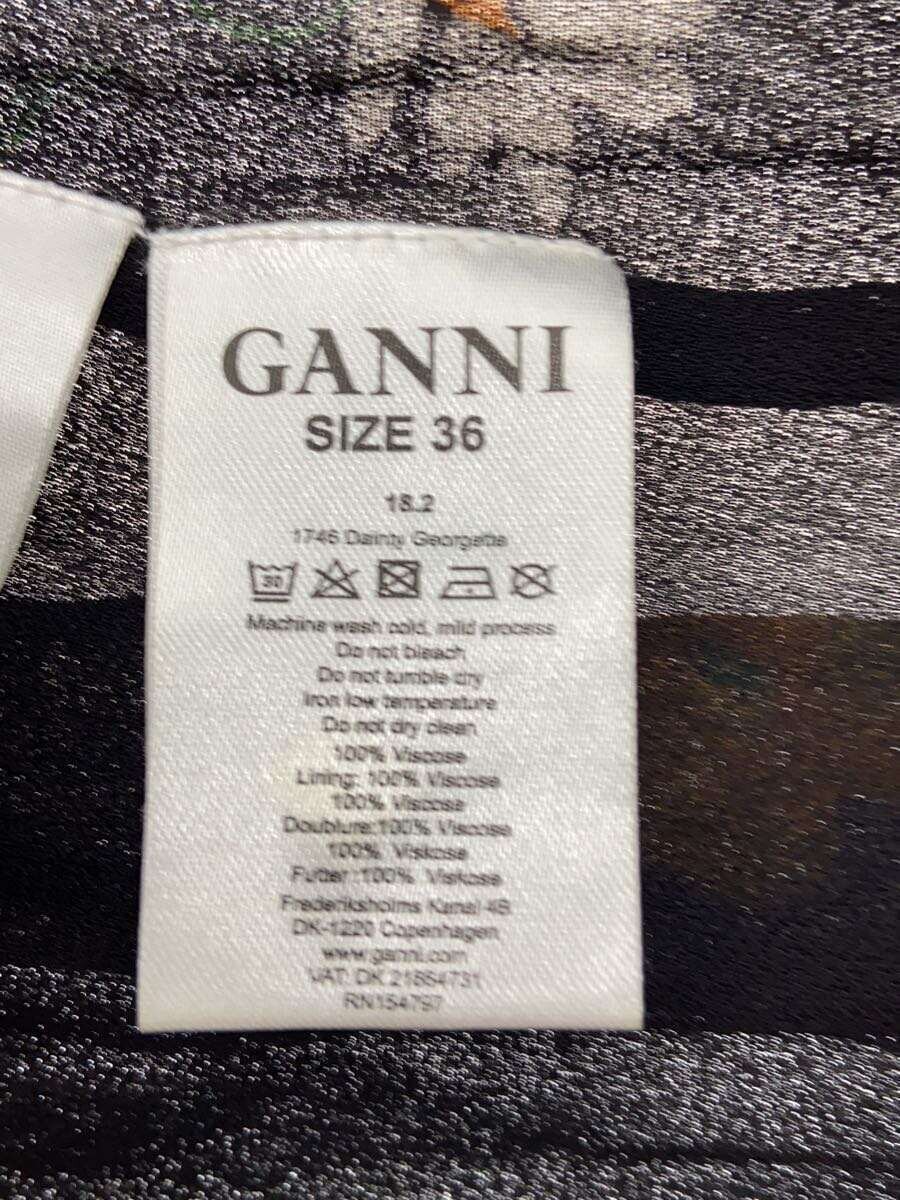 GANNI
SIZE 36
18.2
1746 Dainty Georgette
30
Machine wash cold, mild process
Do not bleach
Do not tumble dry
Iron low temperature
Do not dry clean
100% Viscose
Lining: 100% Viscose
100% Viscose
Doublure:100% Viscose
100% Viskose
Futter :100% Viskose
Frederiksholms Kanal 4B
DK-1220 Copenhagen
www.ganni.com
VAT: DK 21864731
RN154797